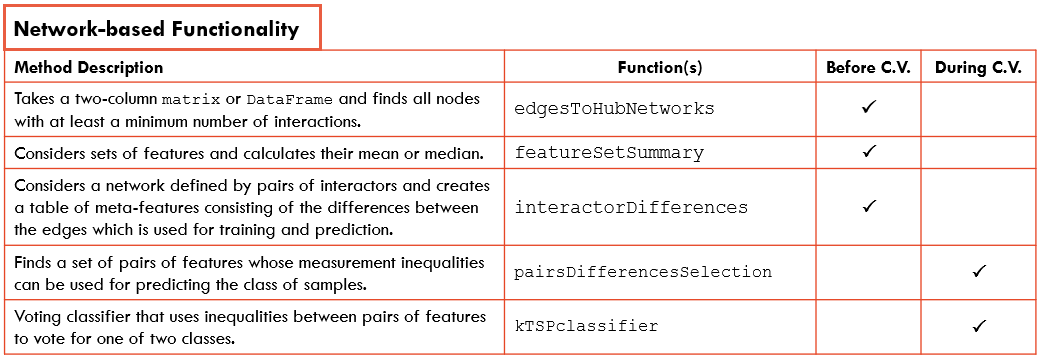 Network-based Functionality
Method Description Function(s) Before C.V. During C.V.
Takes a two-column matrix or DataFrame and finds all nodes
with at least a minimum number of interactions.
edgesToHubNetworks ✓
Considers sets of features and calculates their mean or median. featureSetSummary ✓
Considers a network defined by pairs of interactors and creates
a table of meta-features consisting of the differences between
the edges which is used for training and prediction.
interactorDifferences ✓
Finds a set of pairs of features whose measurement inequalities
can be used for predicting the class of samples.
pairsDifferencesSelection ✓
Voting classifier that uses inequalities between pairs of features
to vote for one of two classes.
kTSPclassifier ✓